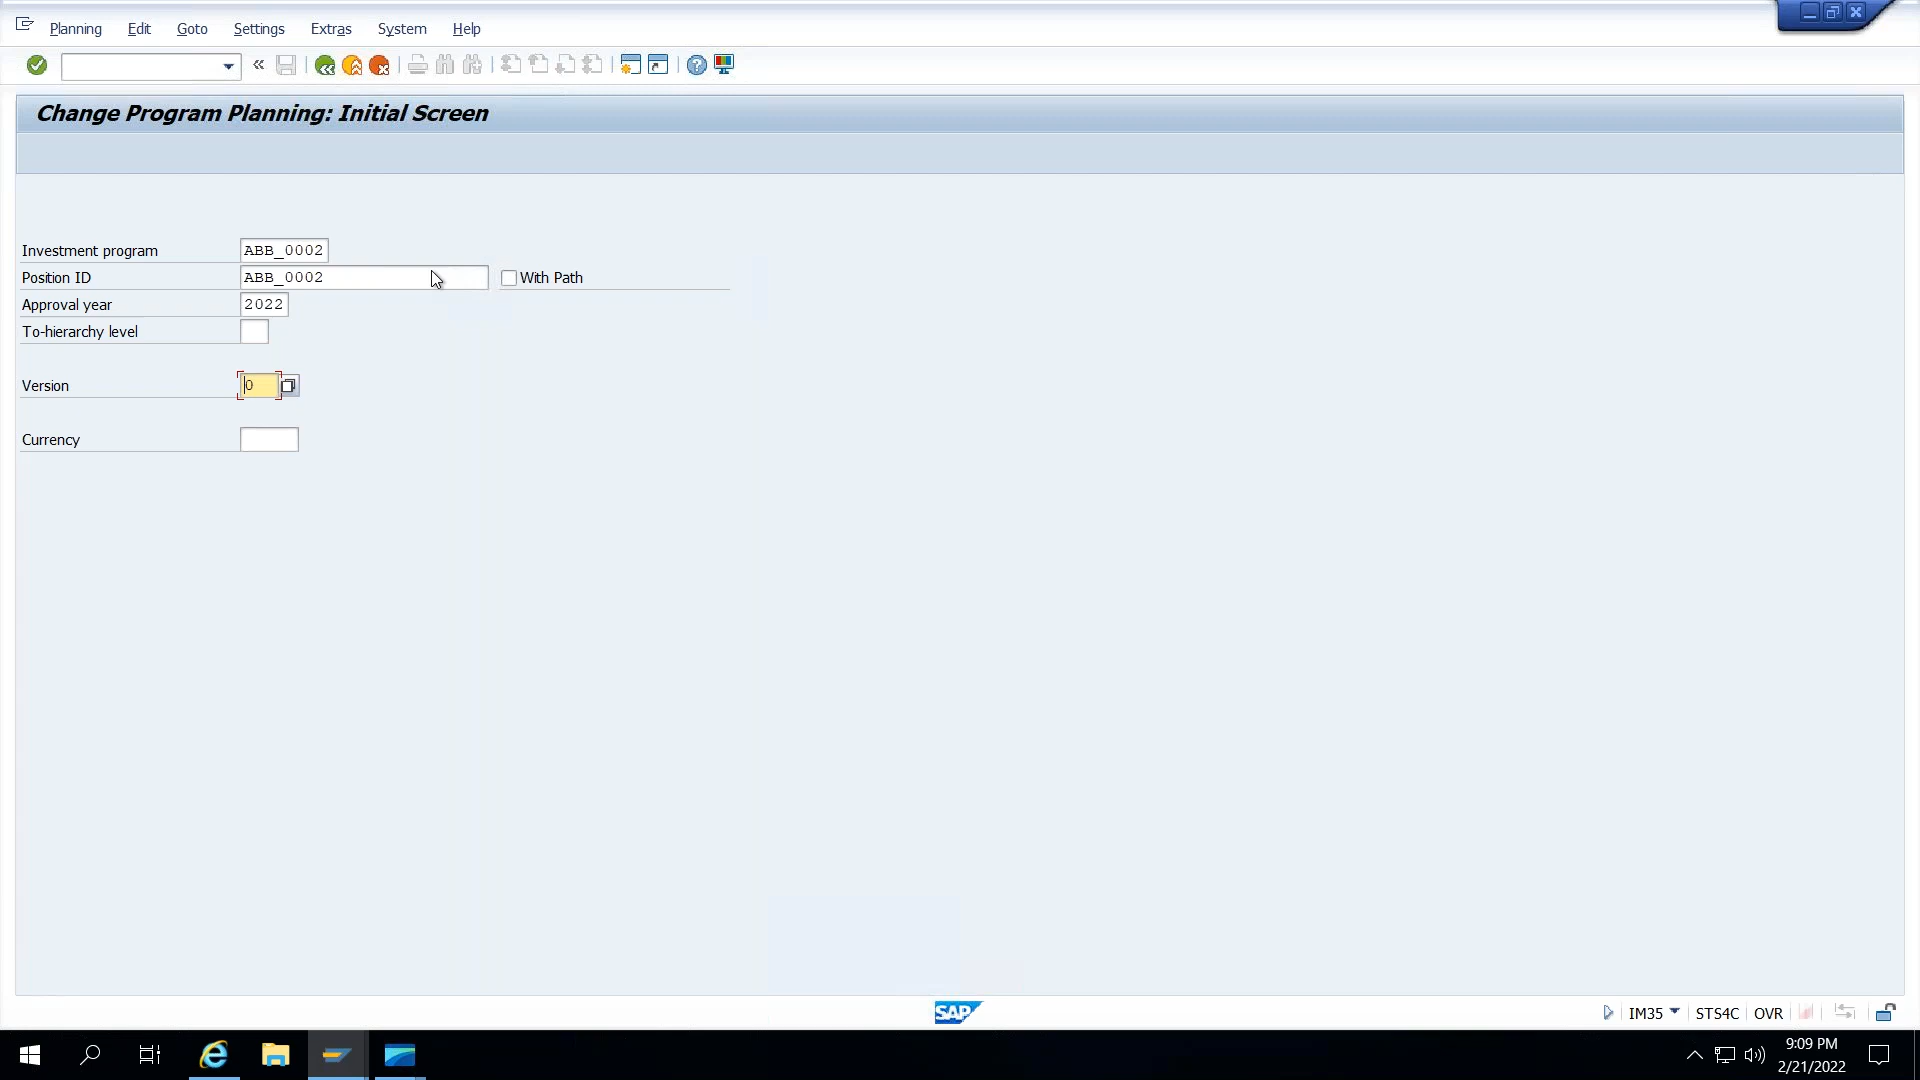 Planning Edit Goto Settings Extras System Help
Change Program Planning: Initial Screen
Investment program ABB_0002
Position ID ABB_0002 With Path
Approval year 2022
To-hierarchy level
Version 0
Currency
SAP IM35 STS4C OVR
9:09 PM
2/21/2022